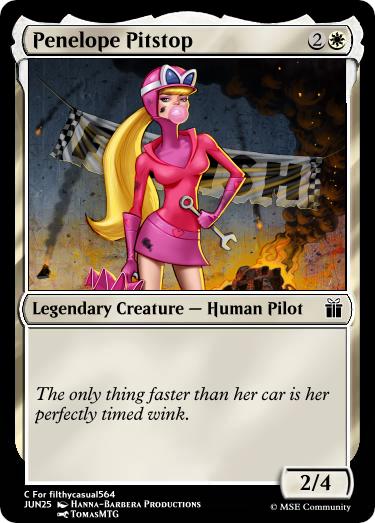 Penelope Pitstop 2
Legendary Creature — Human Pilot
The only thing faster than her car is her
perfectly timed wink.
2/4
C For filthycasual564
JUN25 Hanna-Barbera Productions
TomasMTG
© MSE Community